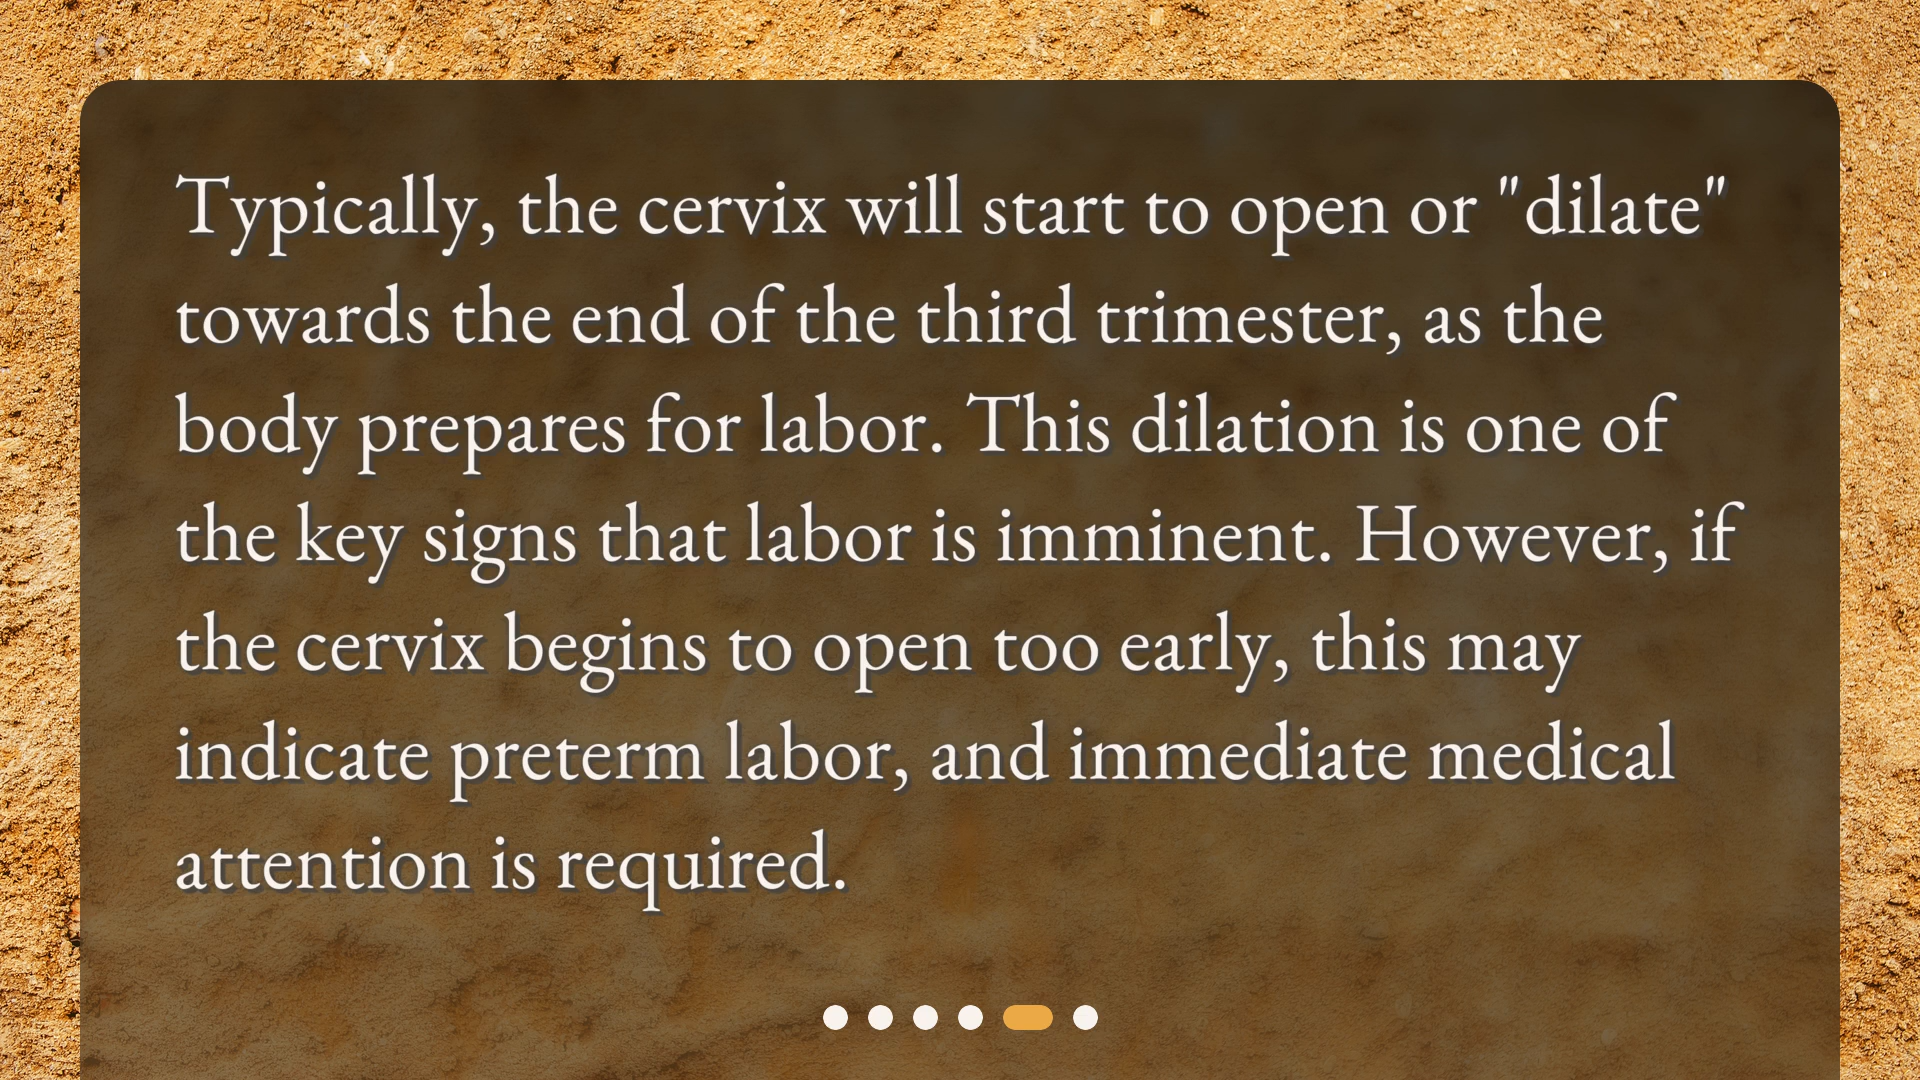 Typically, the cervix will start to open or "dilate"
towards the end of the third trimester, as the
body prepares for labor. This dilation is one of
the key signs that labor is imminent. However, if
the cervix begins to open too early, this may
indicate preterm labor, and immediate medical
attention is required.